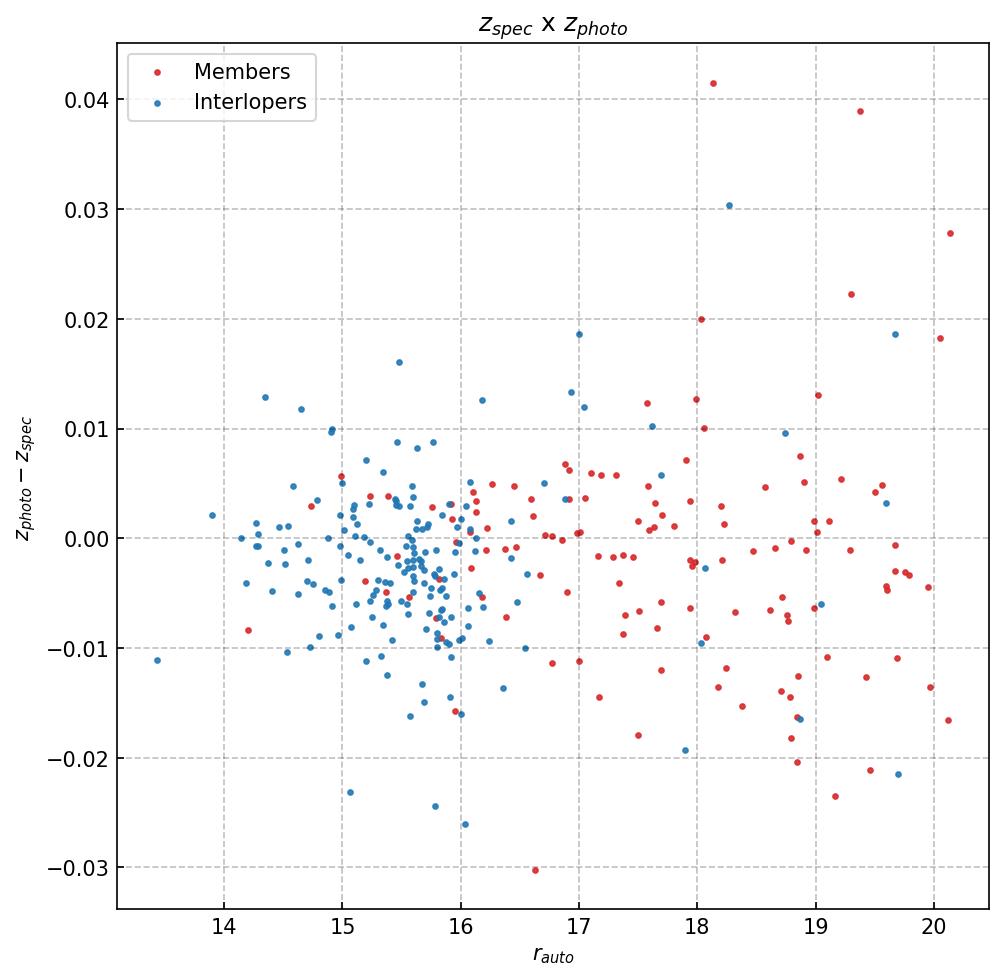 z_spec x z_photo
Members
Interlopers
0.04
0.03
0.02
0.01
0.00
−0.01
−0.02
−0.03
z_photo − z_spec
14 15 16 17 18 19 20
r_auto